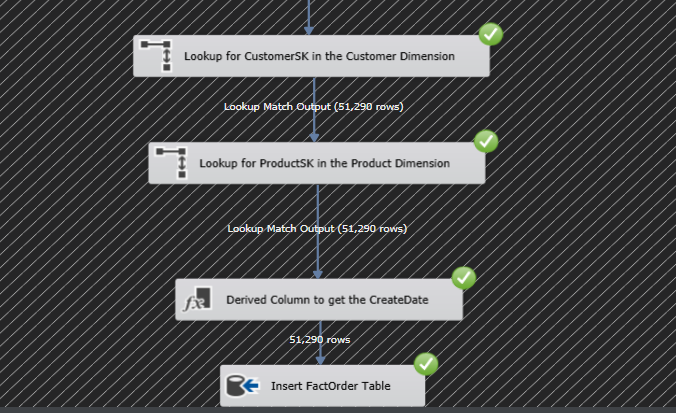 Lookup for CustomerSK in the Customer Dimension
Lookup Match Output (51,290 rows)
Lookup for ProductSK in the Product Dimension
Lookup Match Output (51,290 rows)
fx
Derived Column to get the CreateDate
51,290 rows
Insert FactOrder Table